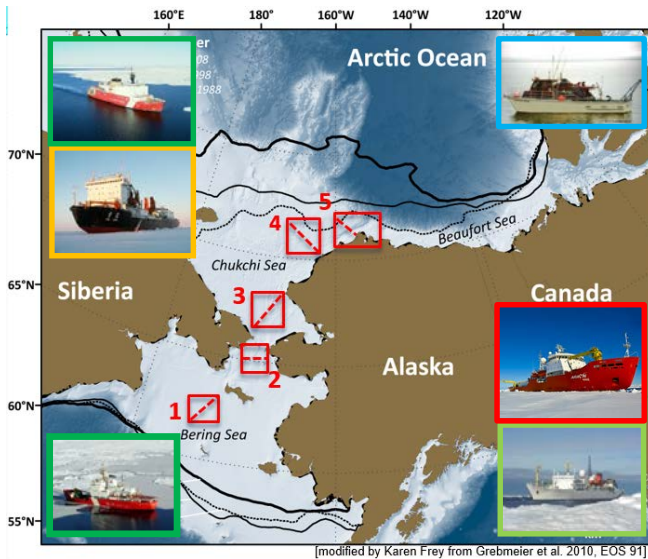 160°E
180°
160°W
140°W
120°W
Arctic Ocean
70°N
5
4
Beaufort Sea
Chukchi Sea
65°N
Siberia
3
Canada
Alaska
2
60°N
1
Bering Sea
55°N
[modified by Karen Frey from Grebmeier et al. 2010, EOS 91]